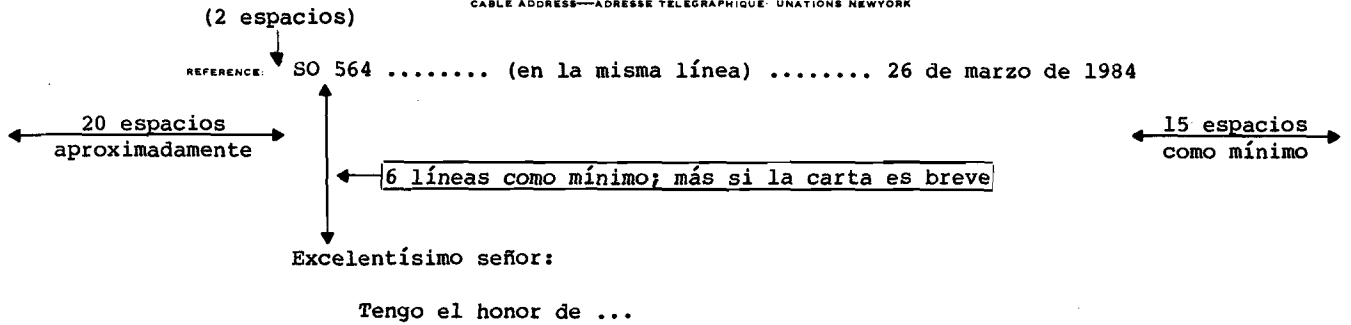 CABLE ADDRESS—ADRESSE TELEGRAPHIQUE: UNATIONS NEWYORK
(2 espacios)
REFERENCE: SO 564 ........ (en la misma línea) ........ 26 de marzo de 1984
20 espacios
aproximadamente
15 espacios
como mínimo
6 líneas como mínimo; más si la carta es breve
Excelentísimo señor:
Tengo el honor de ...